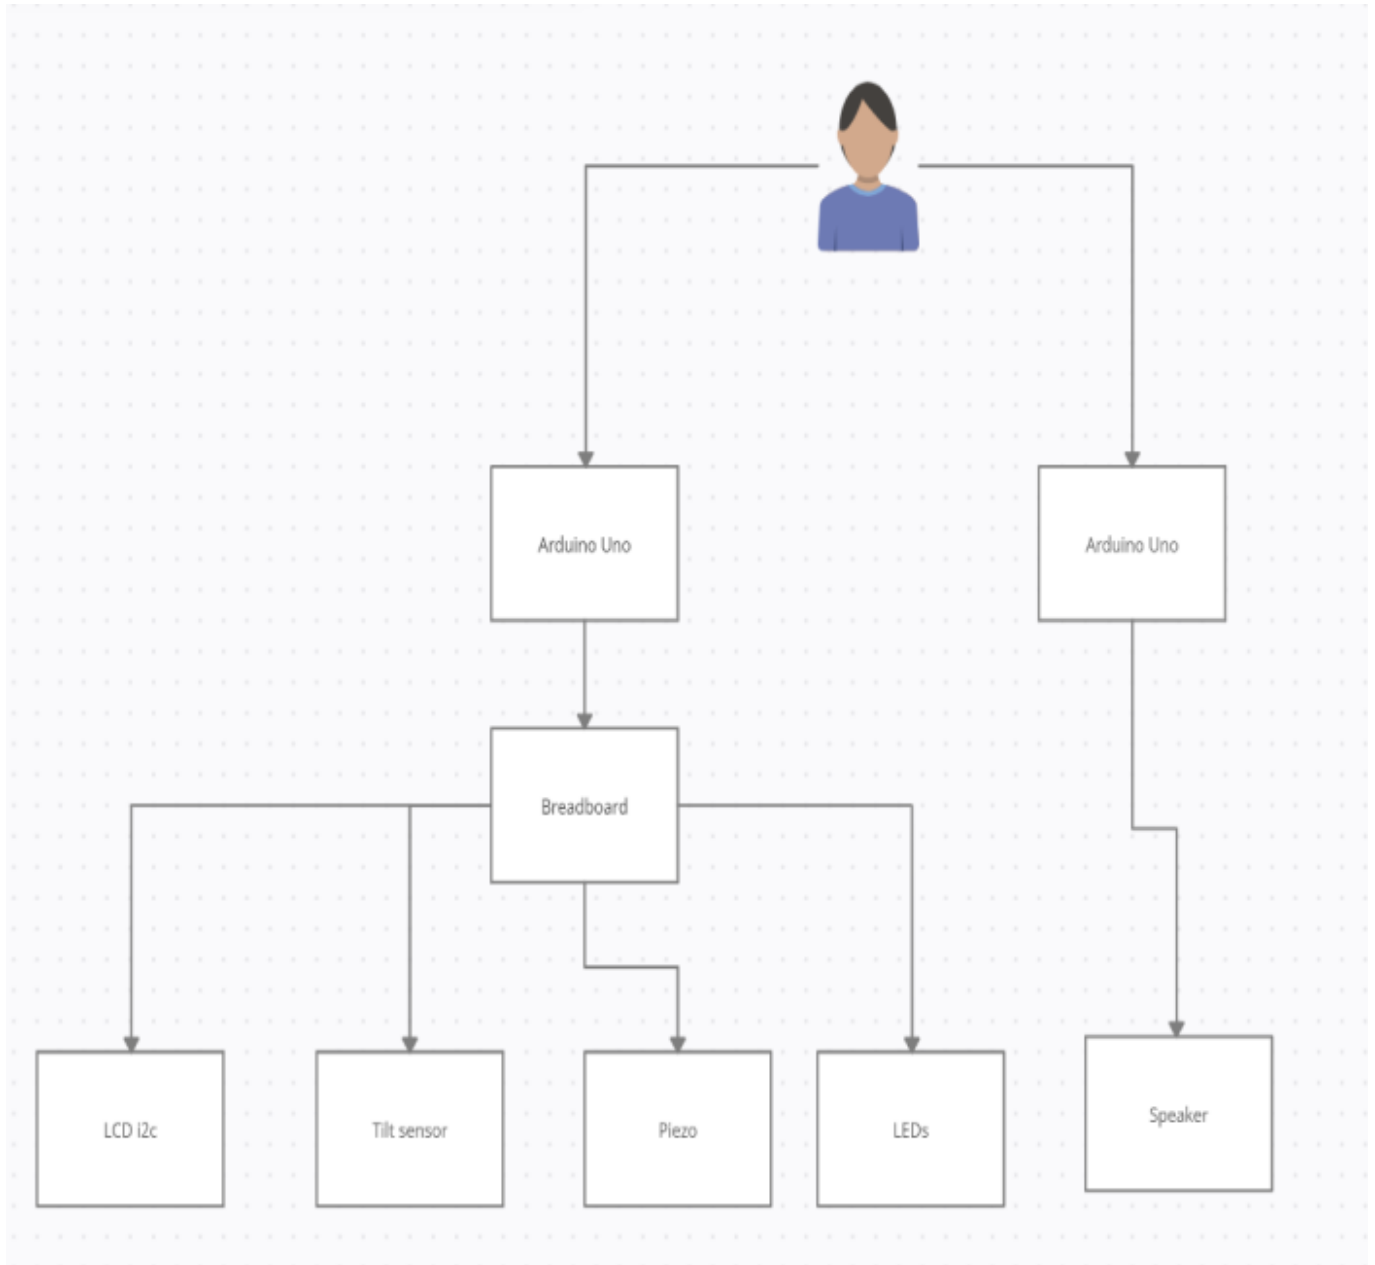 Arduino Uno
Arduino Uno
Breadboard
LCD i2c
Tilt sensor
Piezo
LEDs
Speaker